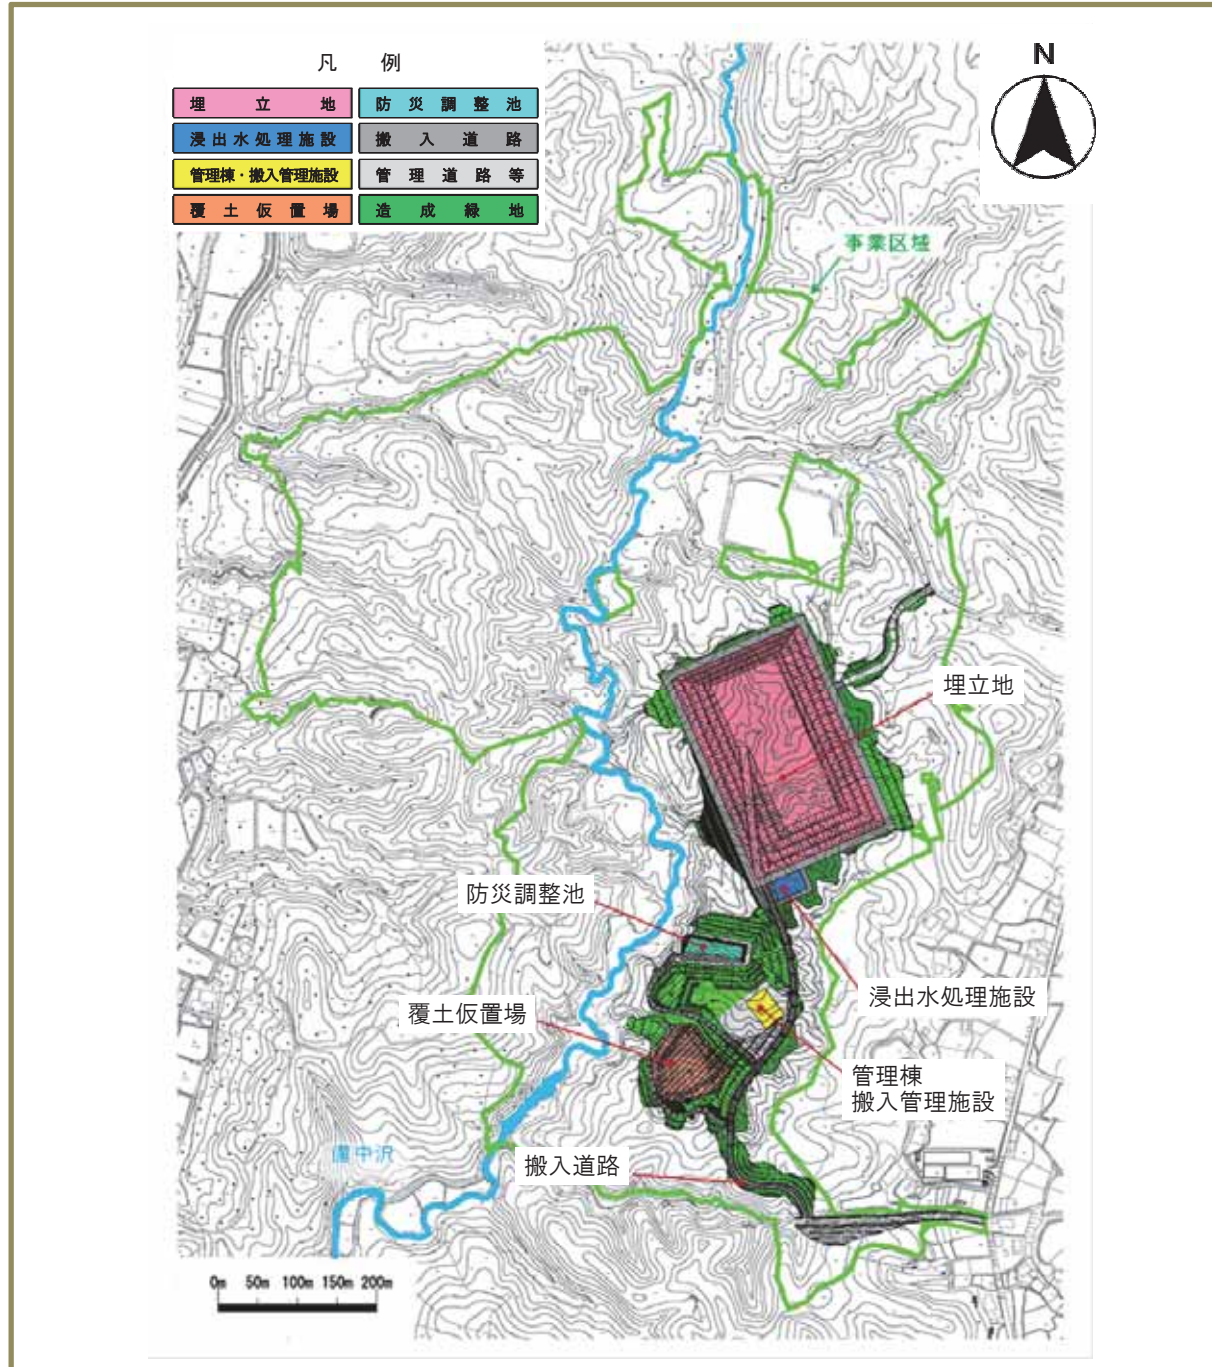 凡 例
N
埋立地
防災調整池
浸出水処理施設
搬入道路
管理棟・搬入管理施設
管理道路等
覆土仮置場
造成緑地
事業区域
埋立地
防災調整池
浸出水処理施設
覆土仮置場
管理棟
搬入管理施設
備中沢
搬入道路
0m 50m 100m 150m 200m